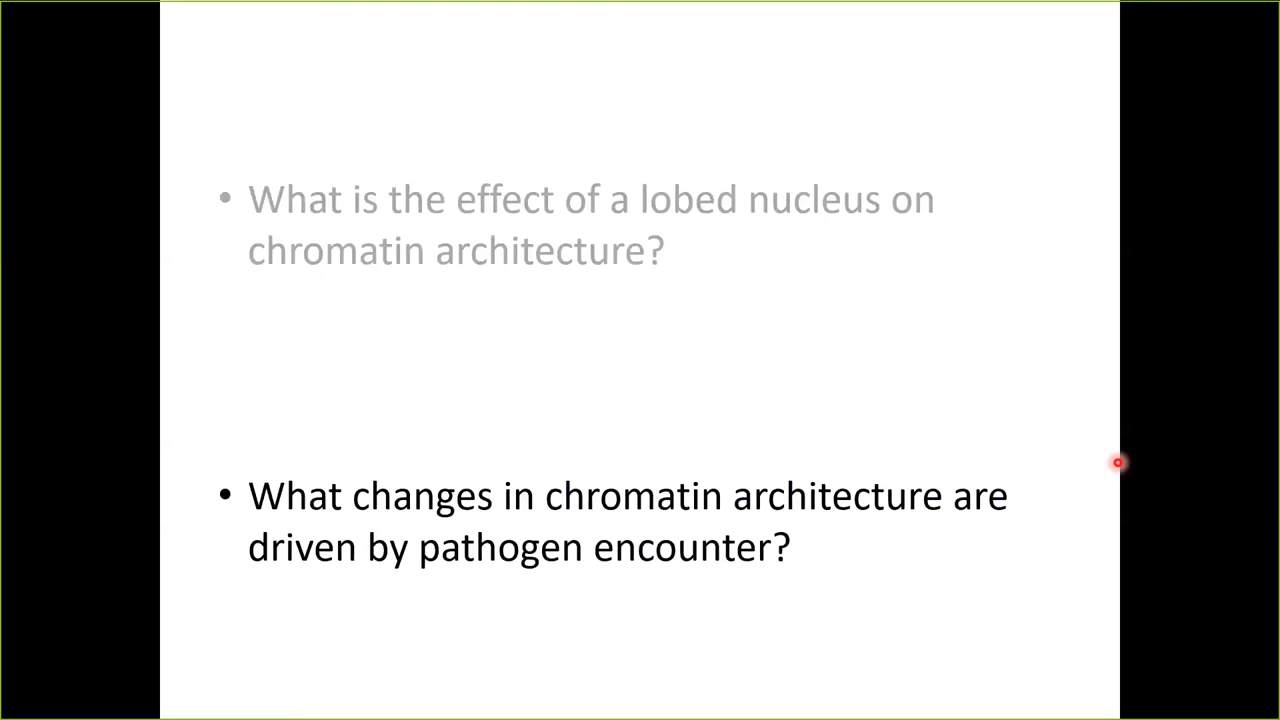 • What is the effect of a lobed nucleus on
chromatin architecture?
• What changes in chromatin architecture are
driven by pathogen encounter?